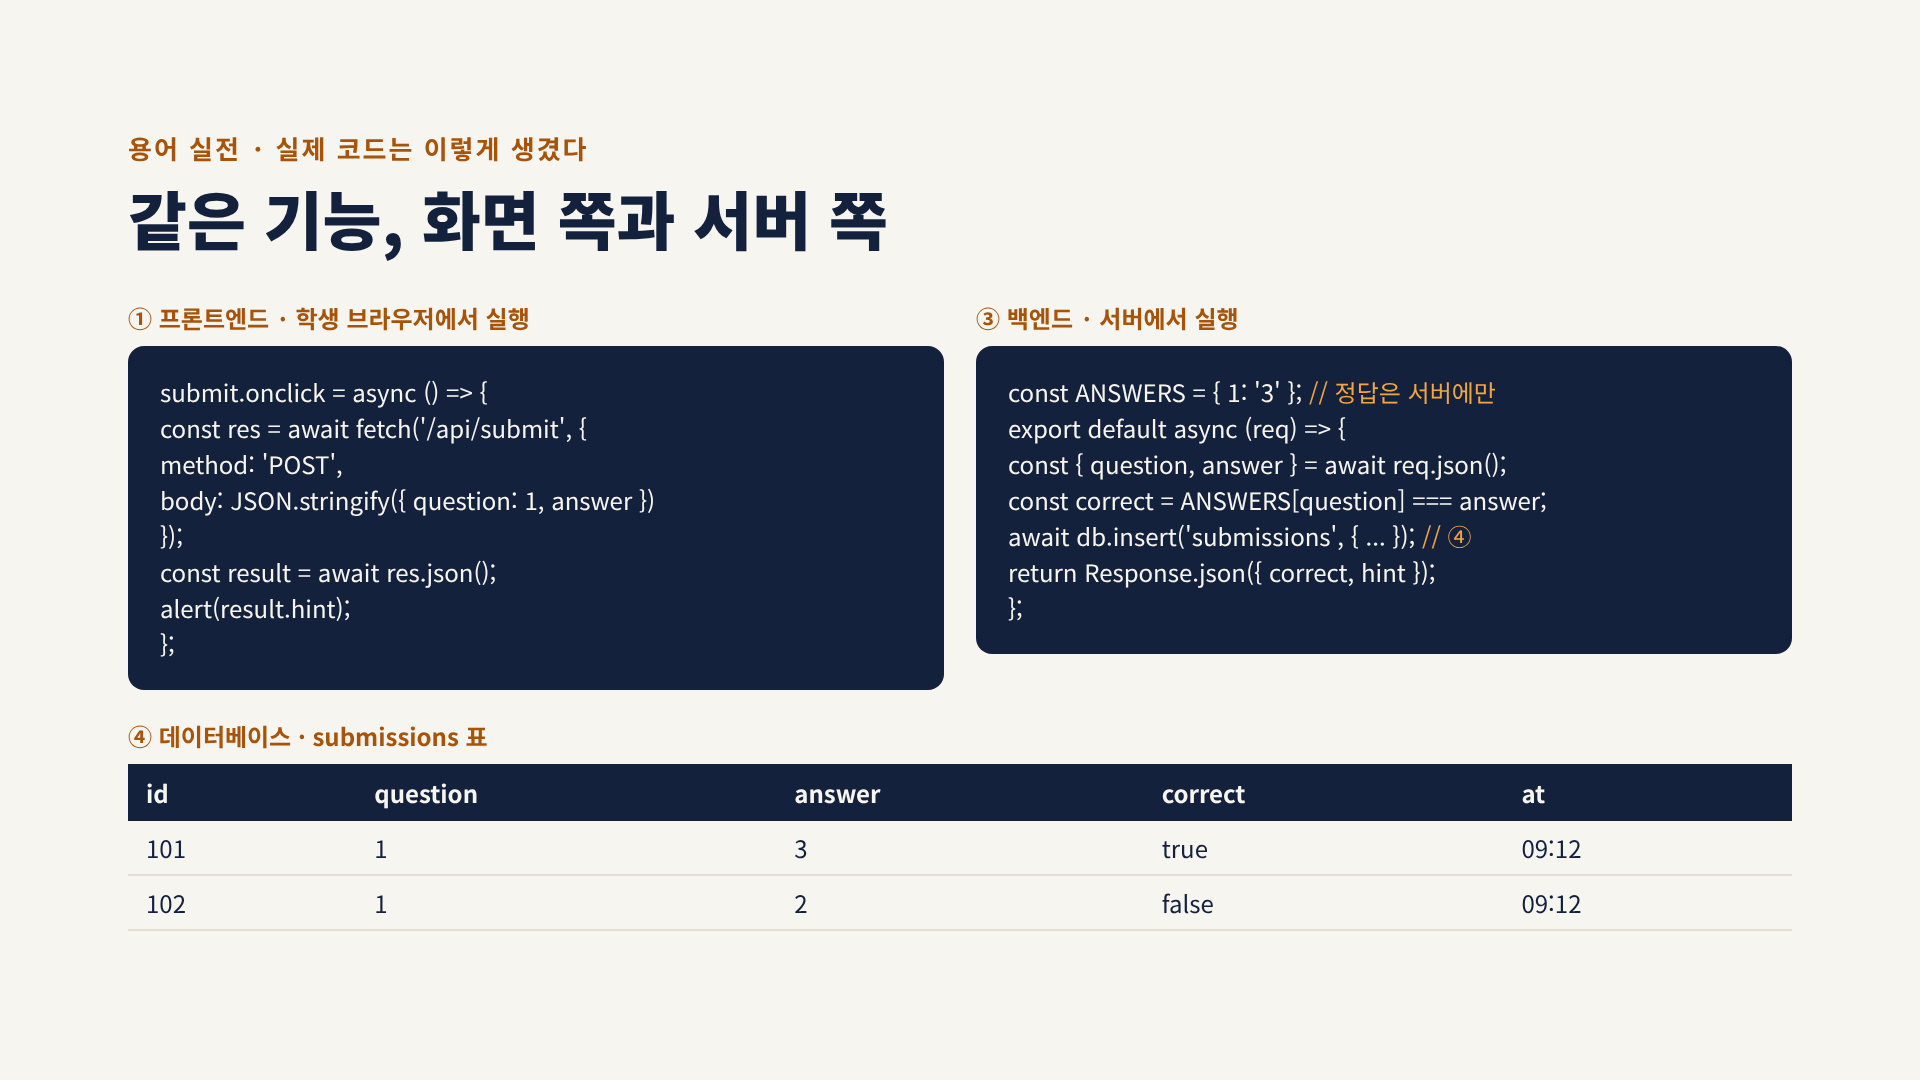 용어 실전 · 실제 코드는 이렇게 생겼다
같은 기능, 화면 쪽과 서버 쪽
① 프론트엔드 · 학생 브라우저에서 실행
submit.onclick = async () => {
const res = await fetch('/api/submit', {
method: 'POST',
body: JSON.stringify({ question: 1, answer })
});
const result = await res.json();
alert(result.hint);
};
③ 백엔드 · 서버에서 실행
const ANSWERS = { 1: '3' }; // 정답은 서버에만
export default async (req) => {
const { question, answer } = await req.json();
const correct = ANSWERS[question] === answer;
await db.insert('submissions', { ... }); // ④
return Response.json({ correct, hint });
};
④ 데이터베이스 · submissions 표
id question answer correct at
101 1 3 true 09:12
102 1 2 false 09:12